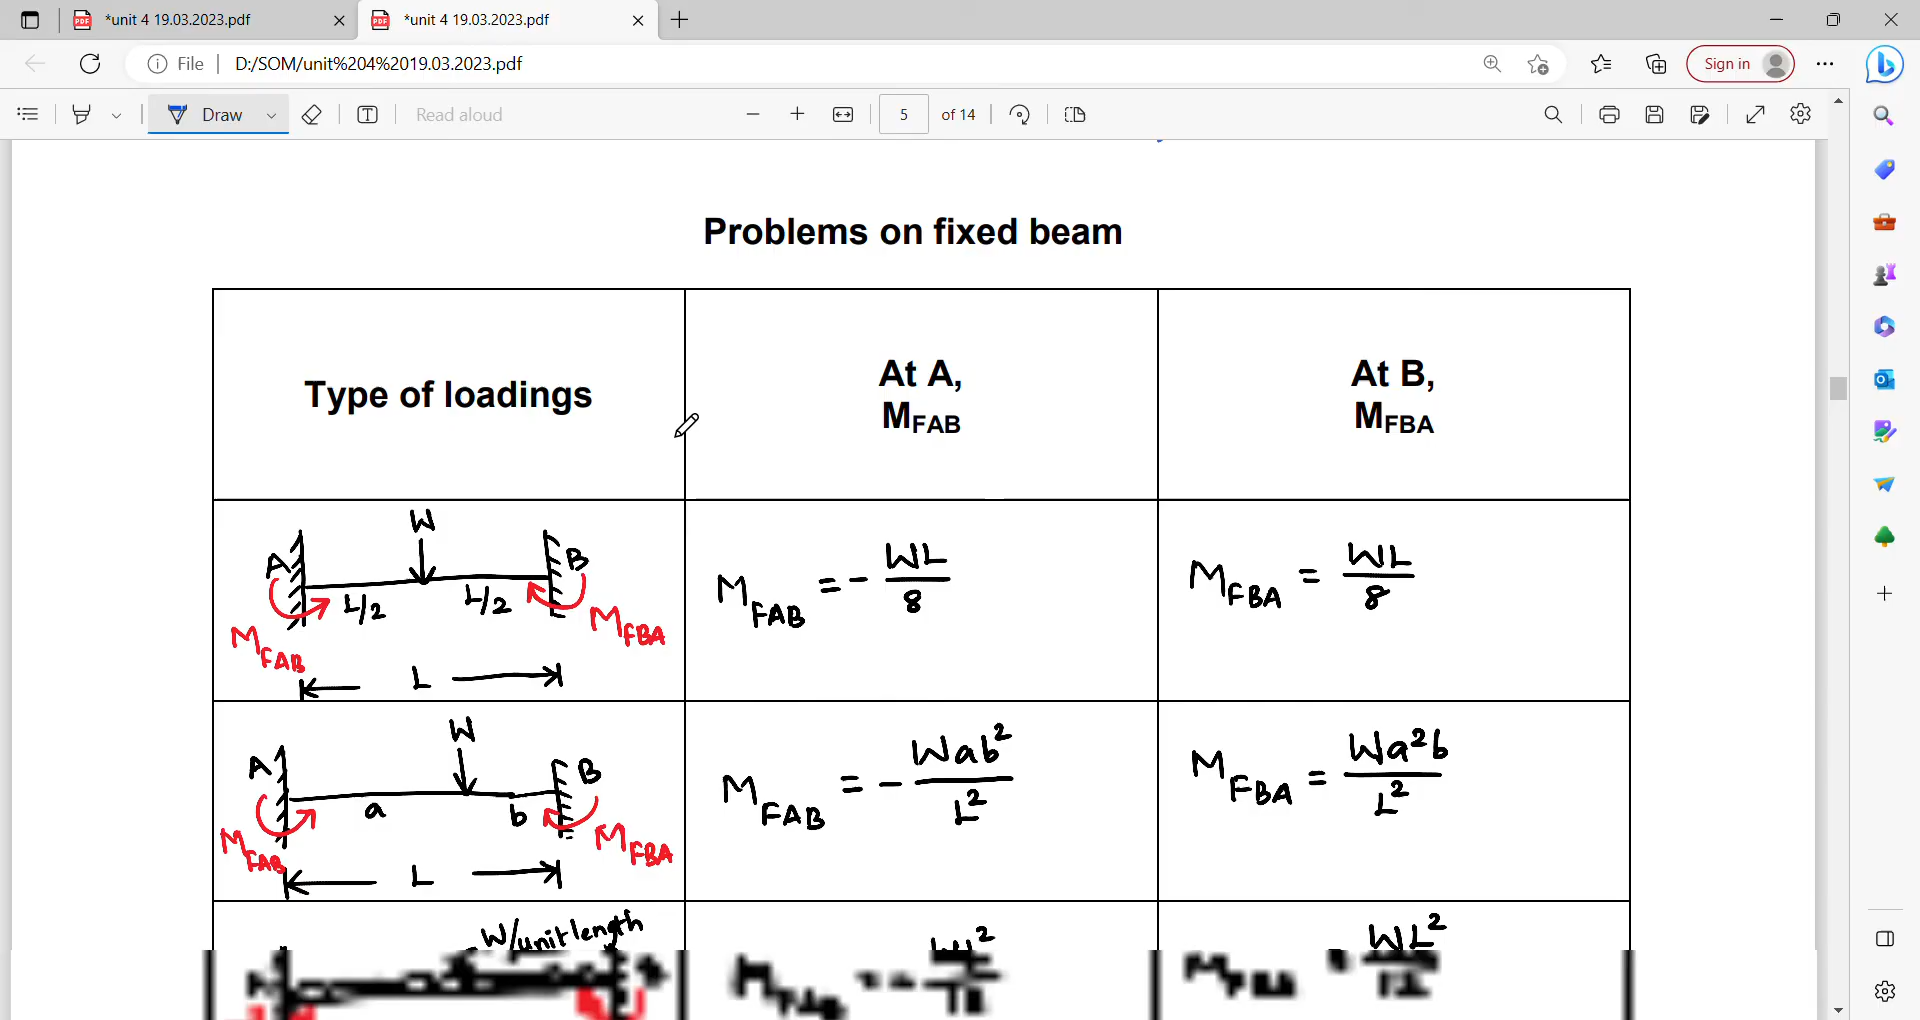 *unit 4 19.03.2023.pdf
*unit 4 19.03.2023.pdf
File
D:/SOM/unit%204%2019.03.2023.pdf
Sign in
Draw
Read aloud
5
of 14
Problems on fixed beam
Type of loadings
At A,
MFAB
At B,
MFBA
W
A
B
L/2
L/2
MFAB
MFBA
L
MFAB = - WL/8
MFBA = WL/8
W
A
B
a
b
MFAB
MFBA
L
MFAB = - Wab²/L²
MFBA = Wa²b/L²
W/unit length
WL²